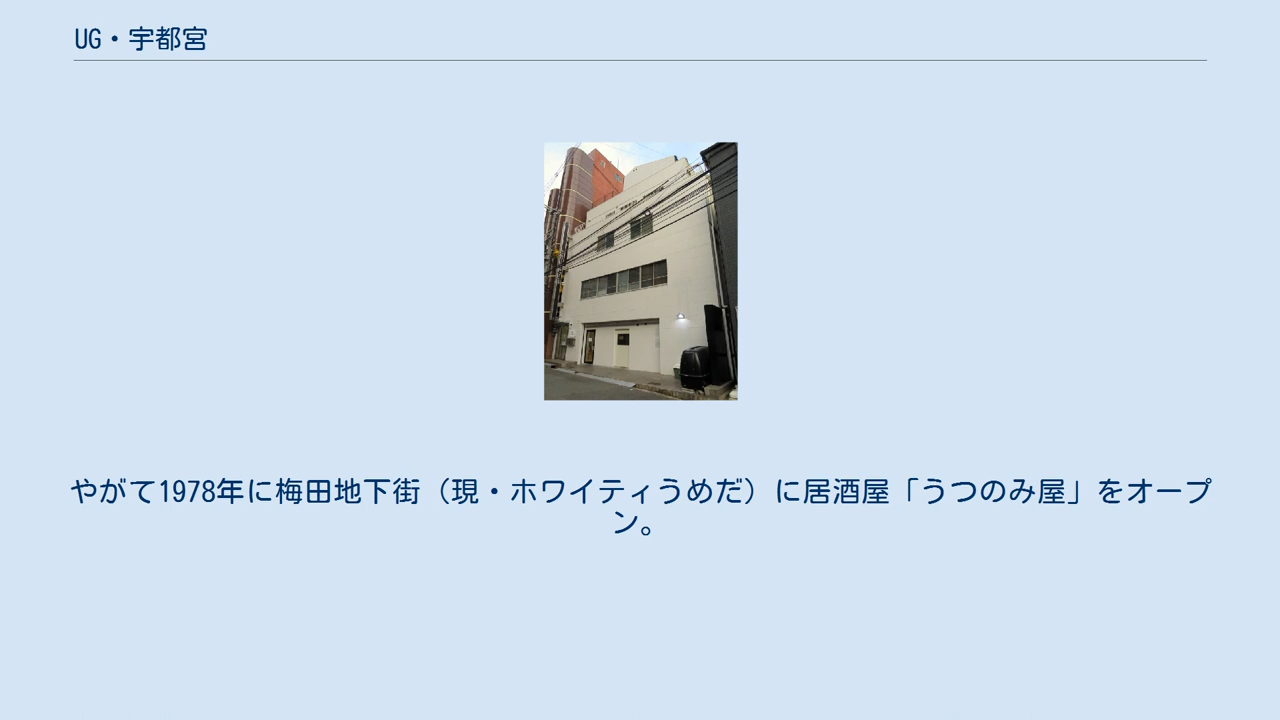 UG・宇都宮
やがて1978年に梅田地下街（現・ホワイティうめだ）に居酒屋「うつのみ屋」をオープ
ン。